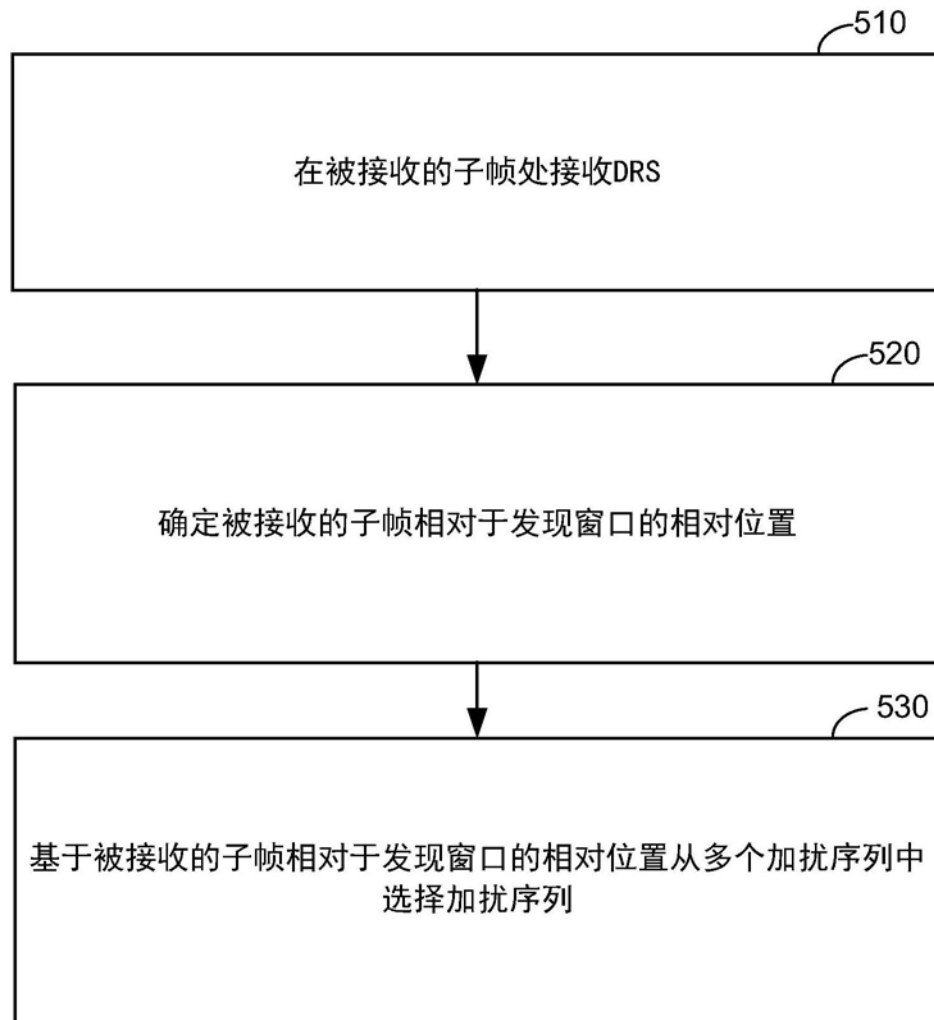 510
在被接收的子帧处接收DRS
520
确定被接收的子帧相对于发现窗口的相对位置
530
基于被接收的子帧相对于发现窗口的相对位置从多个加扰序列中
选择加扰序列